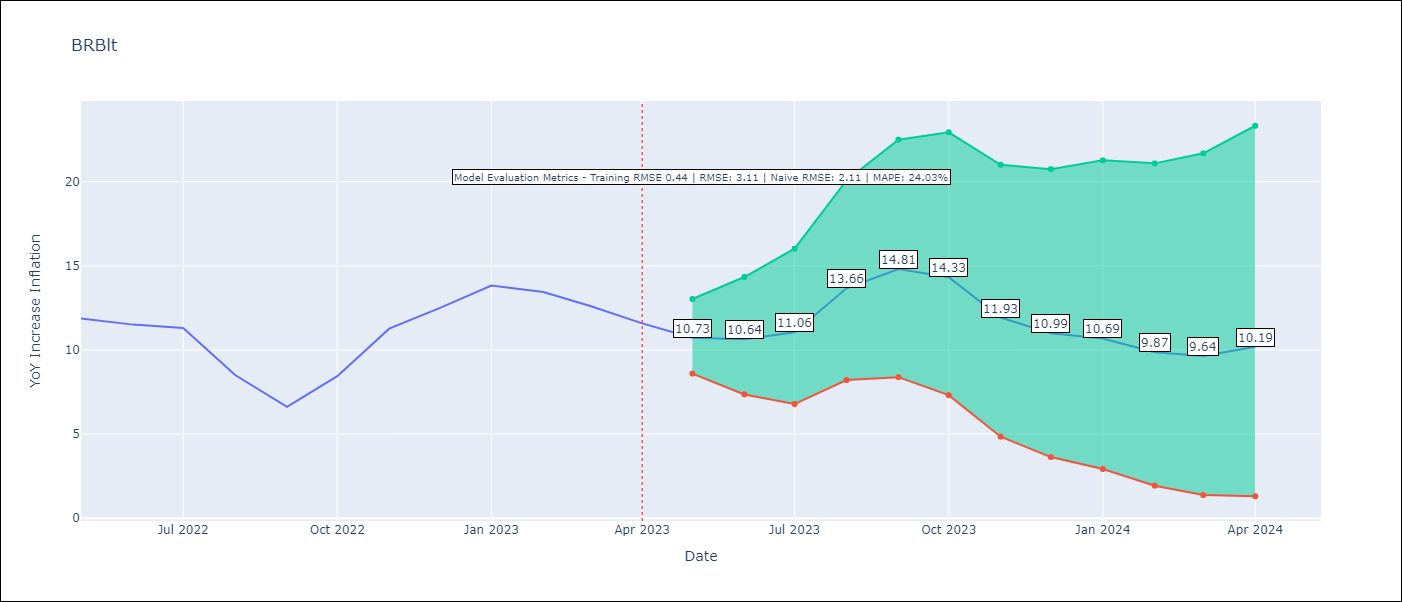 BRBlt
Model Evaluation Metrics - Training RMSE 0.44 | RMSE: 3.11 | Naive RMSE: 2.11 | MAPE: 24.03%
YoY Increase Inflation
20
15
10
5
0
10.73
10.64
11.06
13.66
14.81
14.33
11.93
10.99
10.69
9.87
9.64
10.19
Jul 2022
Oct 2022
Jan 2023
Apr 2023
Jul 2023
Oct 2023
Jan 2024
Apr 2024
Date